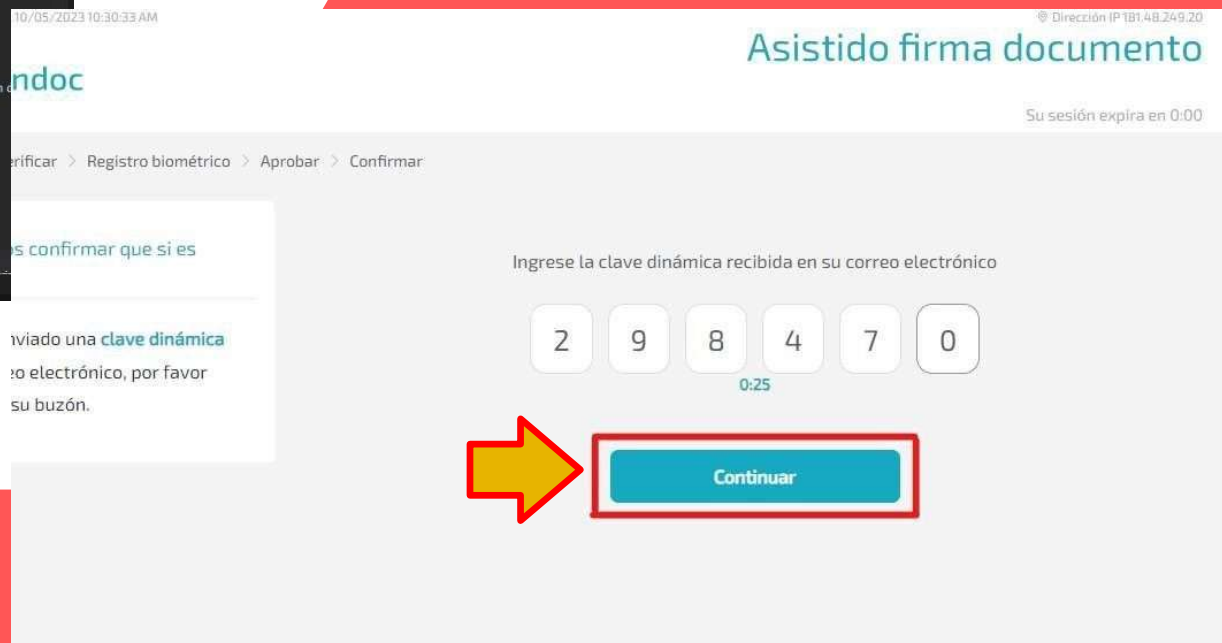 10/05/2023 10:30:33 AM
Dirección IP 181.48.249.20
Asistido firma documento
ndoc
Su sesión expira en 0:00
erificar > Registro biométrico > Aprobar > Confirmar
s confirmar que si es
Ingrese la clave dinámica recibida en su correo electrónico
nviado una clave dinámica
eo electrónico, por favor
su buzón.
2 9 8 4 7 0
0:25
Continuar